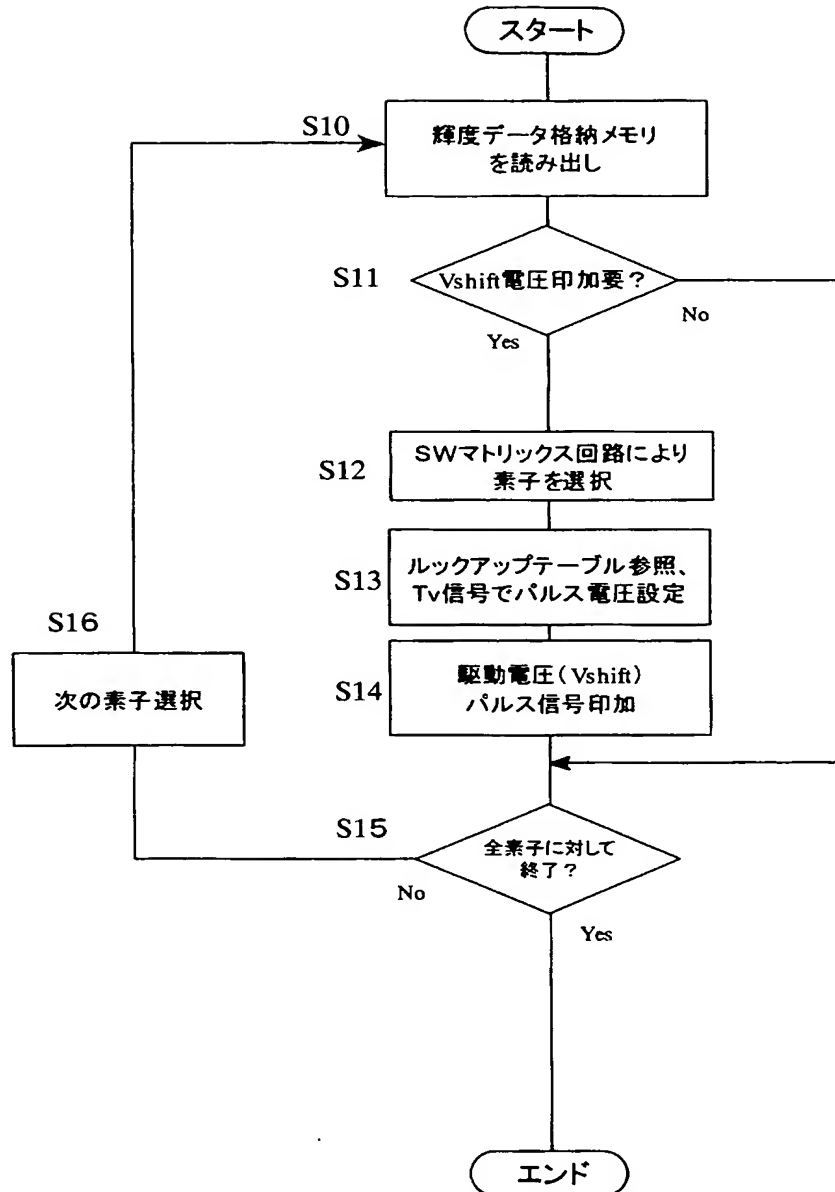 スタート
S10
輝度データ格納メモリ
を読み出し
S11
Vshift電圧印加要？
No
Yes
S12
SWマトリックス回路により
素子を選択
S13
ルックアップテーブル参照、
Tv信号でパルス電圧設定
S16
次の素子選択
S14
駆動電圧(Vshift)
パルス信号印加
S15
全素子に対して
終了？
No
Yes
エンド